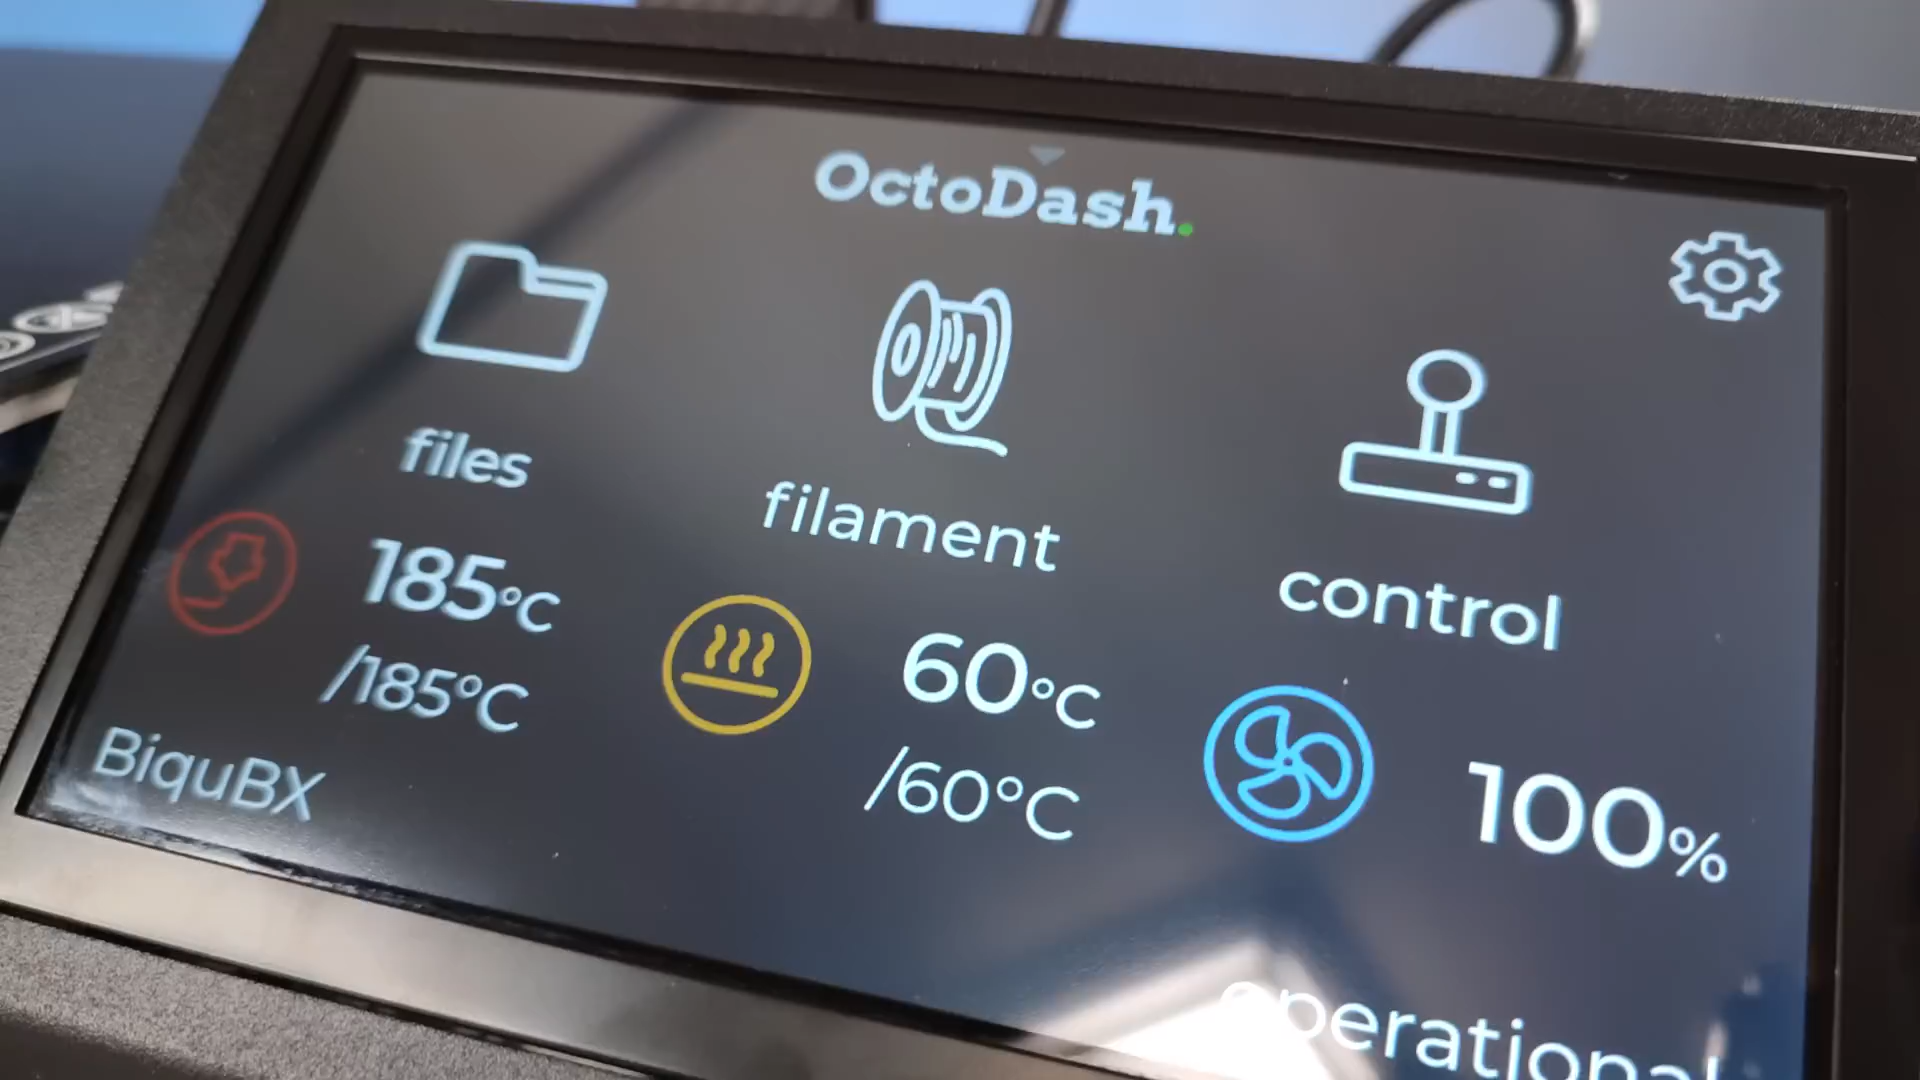 OctoDash.
files
filament
control
185°C
/185°C
60°C
/60°C
100%
BiquBX
operational